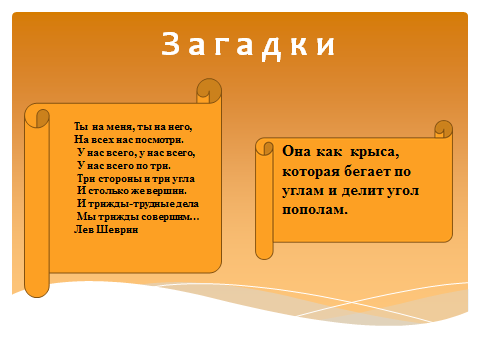 Загадки
Ты на меня, ты на него,
На всех нас посмотри.
У нас всего, у нас всего,
У нас всего по три.
Три стороны и три угла
И столько же вершин.
И трижды-трудные дела
Мы трижды совершим...
Лев Шеврин
Она как крыса,
которая бегает по
углам и делит угол
пополам.